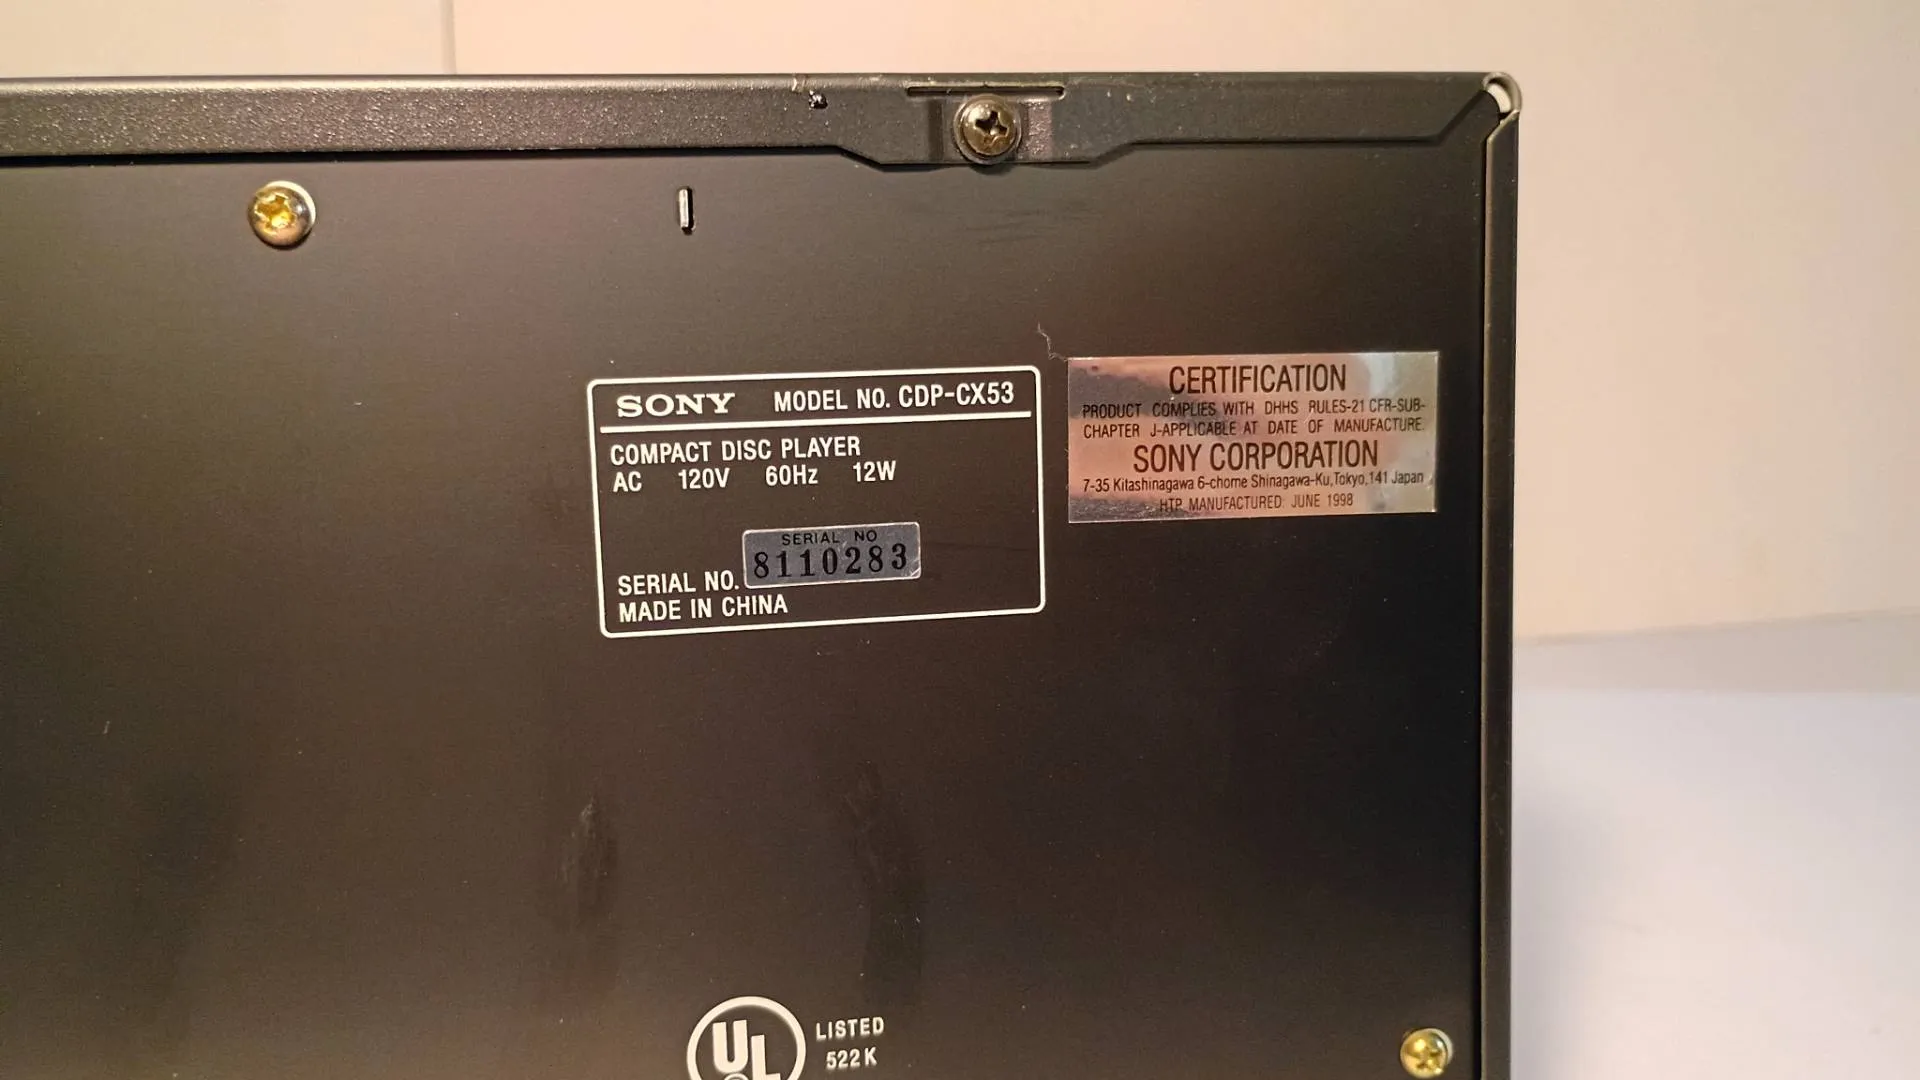 SONY MODEL NO. CDP-CX53
COMPACT DISC PLAYER
AC 120V 60Hz 12W
SERIAL NO
8110283
SERIAL NO.
MADE IN CHINA
CERTIFICATION
PRODUCT COMPLIES WITH DHHS RULES-21 CFR-SUB-
CHAPTER J-APPLICABLE AT DATE OF MANUFACTURE.
SONY CORPORATION
7-35 Kitashinagawa 6-chome Shinagawa-Ku, Tokyo, 141 Japan
HTP MANUFACTURED: JUNE 1998
UL LISTED
522K